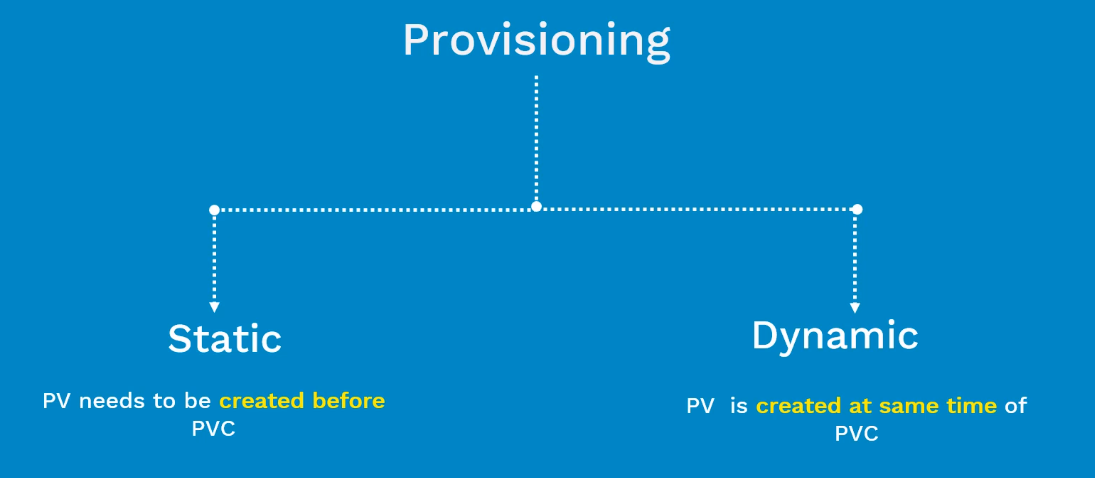 Provisioning
Static
Dynamic
PV needs to be created before
PVC
PV is created at same time of
PVC